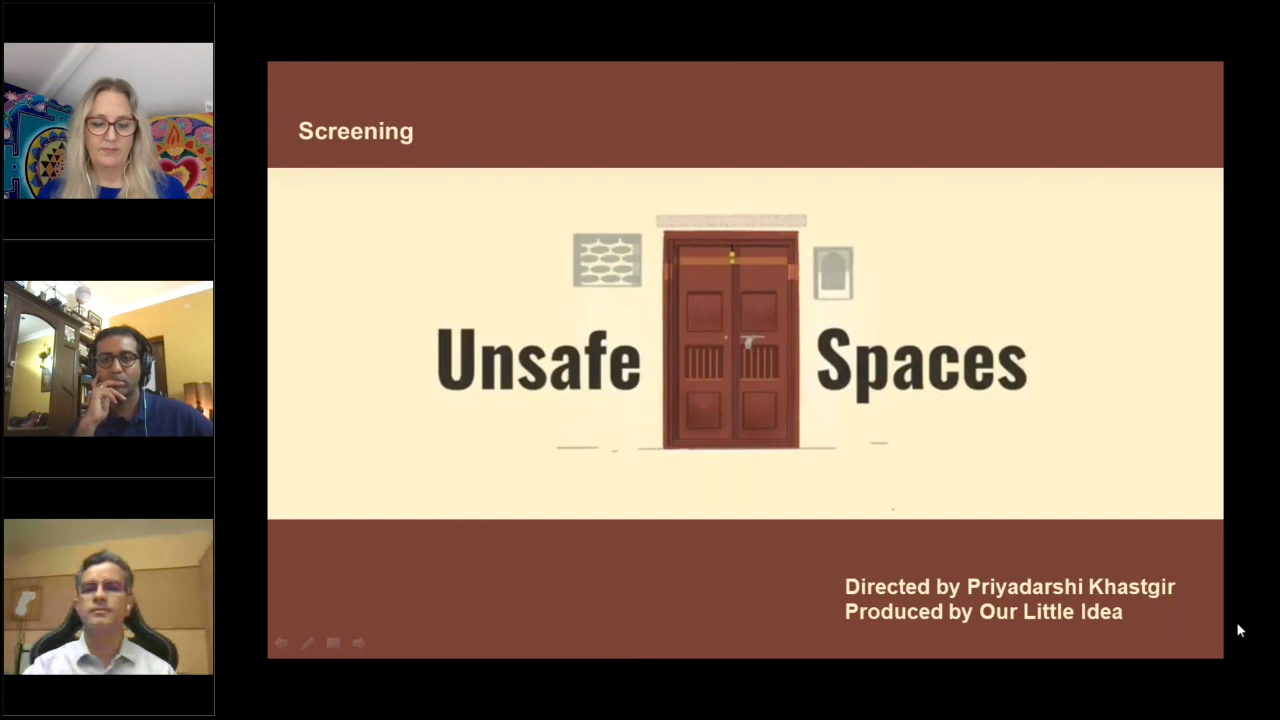 Screening
Unsafe Spaces
Directed by Priyadarshi Khastgir
Produced by Our Little Idea